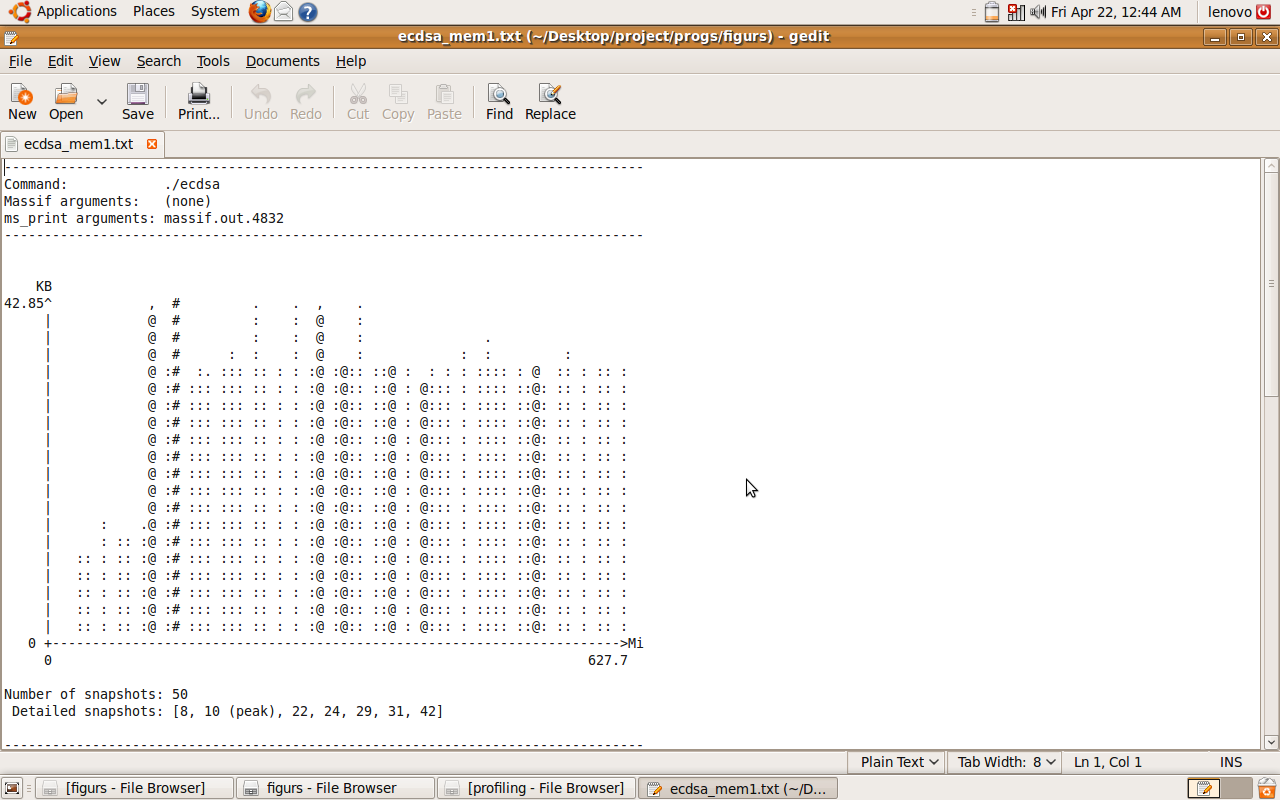 Applications Places System Fri Apr 22, 12:44 AM lenovo
ecdsa_mem1.txt (~/Desktop/project/progs/figurs) - gedit
File Edit View Search Tools Documents Help
New Open Save Print... Undo Redo Cut Copy Paste Find Replace
ecdsa_mem1.txt
--------------------------------------------------------------------------------
Command:            ./ecdsa
Massif arguments:   (none)
ms_print arguments: massif.out.4832
--------------------------------------------------------------------------------
    KB
42.85^            ,  #         .    .  ,    .
     |            @  #         :    :  @    :
     |            @  #         :    :  @    :               .
     |            @  #      :  :    :  @    :            :  :         :
     |            @ :#  :. ::: :: : : :@ :@:: ::@ :  : : : :::: : @  :: : :: :
     |            @ :# ::: ::: :: : : :@ :@:: ::@ : @::: : :::: ::@: :: : :: :
     |            @ :# ::: ::: :: : : :@ :@:: ::@ : @::: : :::: ::@: :: : :: :
     |            @ :# ::: ::: :: : : :@ :@:: ::@ : @::: : :::: ::@: :: : :: :
     |            @ :# ::: ::: :: : : :@ :@:: ::@ : @::: : :::: ::@: :: : :: :
     |            @ :# ::: ::: :: : : :@ :@:: ::@ : @::: : :::: ::@: :: : :: :
     |            @ :# ::: ::: :: : : :@ :@:: ::@ : @::: : :::: ::@: :: : :: :
     |            @ :# ::: ::: :: : : :@ :@:: ::@ : @::: : :::: ::@: :: : :: :
     |            @ :# ::: ::: :: : : :@ :@:: ::@ : @::: : :::: ::@: :: : :: :
     |      :    .@ :# ::: ::: :: : : :@ :@:: ::@ : @::: : :::: ::@: :: : :: :
     |      : :: :@ :# ::: ::: :: : : :@ :@:: ::@ : @::: : :::: ::@: :: : :: :
     |   :: : :: :@ :# ::: ::: :: : : :@ :@:: ::@ : @::: : :::: ::@: :: : :: :
     |   :: : :: :@ :# ::: ::: :: : : :@ :@:: ::@ : @::: : :::: ::@: :: : :: :
     |   :: : :: :@ :# ::: ::: :: : : :@ :@:: ::@ : @::: : :::: ::@: :: : :: :
     |   :: : :: :@ :# ::: ::: :: : : :@ :@:: ::@ : @::: : :::: ::@: :: : :: :
     |   :: : :: :@ :# ::: ::: :: : : :@ :@:: ::@ : @::: : :::: ::@: :: : :: :
   0 +----------------------------------------------------------------------->Mi
     0                                                                   627.7
Number of snapshots: 50
 Detailed snapshots: [8, 10 (peak), 22, 24, 29, 31, 42]
--------------------------------------------------------------------------------
Plain Text Tab Width: 8 Ln 1, Col 1 INS
[figurs - File Browser] figurs - File Browser [profiling - File Browser] ecdsa_mem1.txt (~/D...